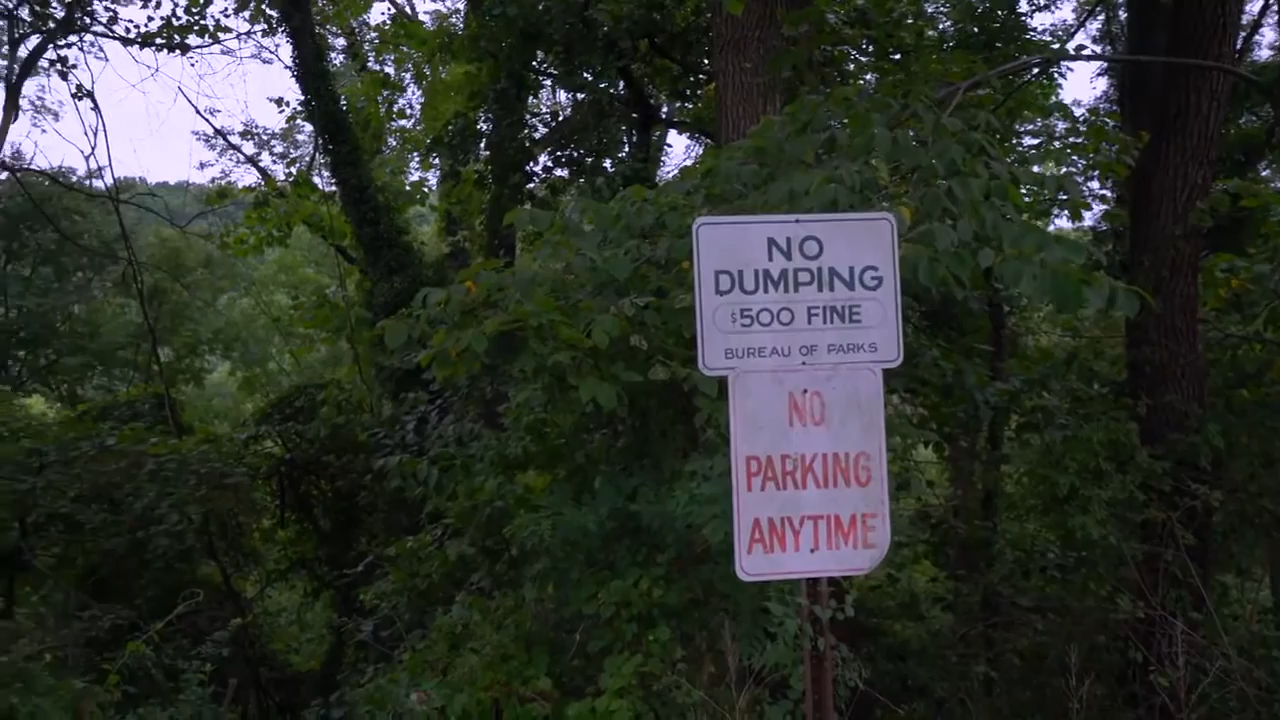 NO
DUMPING
$500 FINE
BUREAU OF PARKS
NO
PARKING
ANYTIME